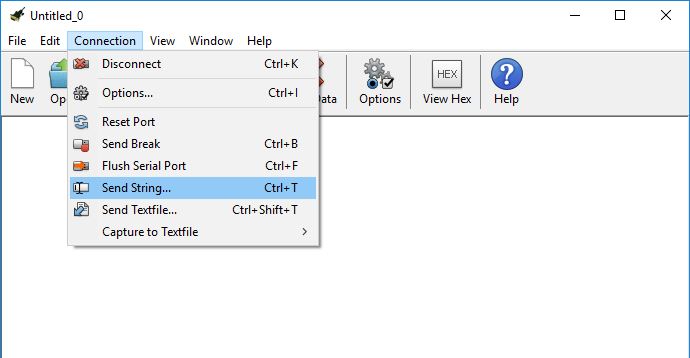 Untitled_0
File Edit Connection View Window Help
New Ope Data Options View Hex Help
HEX
Disconnect Ctrl+K
Options... Ctrl+I
Reset Port
Send Break Ctrl+B
Flush Serial Port Ctrl+F
Send String... Ctrl+T
Send Textfile... Ctrl+Shift+T
Capture to Textfile